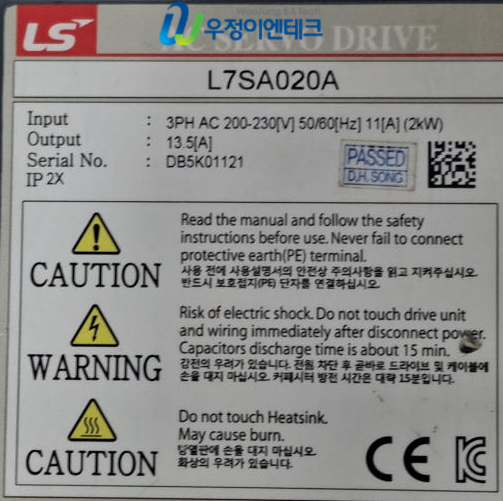 WooJung E&Tech
우정이엔테크
LS
AC SERVO DRIVE
L7SA020A
Input : 3PH AC 200-230[V] 50/60[Hz] 11[A] (2kW)
Output : 13.5[A]
Serial No. : DB5K01121
IP 2X
PASSED
D.H. SONG
Read the manual and follow the safety
instructions before use. Never fail to connect
protective earth(PE) terminal.
사용 전에 사용설명서의 안전상 주의사항을 읽고 지켜주십시오.
반드시 보호접지(PE) 단자를 연결하십시오.
CAUTION
Risk of electric shock. Do not touch drive unit
and wiring immediately after disconnect power.
Capacitors discharge time is about 15 min.
감전의 우려가 있습니다. 전원 차단 후 곧바로 드라이브 및 케이블에
손을 대지 마십시오. 커패시터 방전 시간은 대략 15분입니다.
WARNING
Do not touch Heatsink.
May cause burn.
방열판에 손을 대지 마십시오.
화상의 우려가 있습니다.
CAUTION
CE